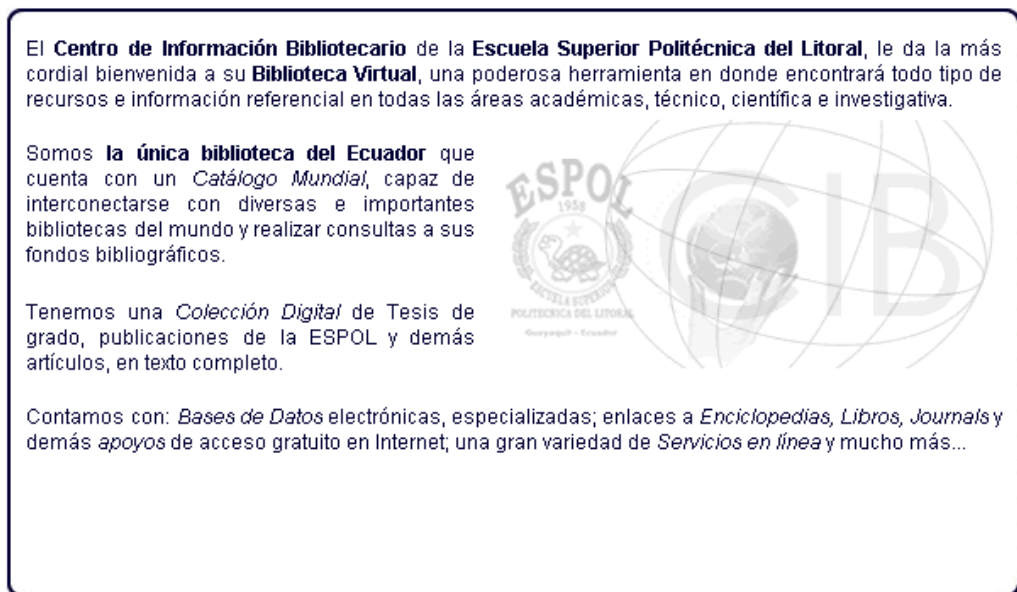 El Centro de Información Bibliotecario de la Escuela Superior Politécnica del Litoral, le da la más
cordial bienvenida a su Biblioteca Virtual, una poderosa herramienta en donde encontrará todo tipo de
recursos e información referencial en todas las áreas académicas, técnico, científica e investigativa.
Somos la única biblioteca del Ecuador que
cuenta con un Catálogo Mundial, capaz de
interconectarse con diversas e importantes
bibliotecas del mundo y realizar consultas a sus
fondos bibliográficos.
Tenemos una Colección Digital de Tesis de
grado, publicaciones de la ESPOL y demás
artículos, en texto completo.
ESPOL
1958
ESCUELA SUPERIOR
POLITECNICA DEL LITORAL
Guayaquil - Ecuador
CIB
Contamos con: Bases de Datos electrónicas, especializadas; enlaces a Enciclopedias, Libros, Journals y
demás apoyos de acceso gratuito en Internet; una gran variedad de Servicios en línea y mucho más...